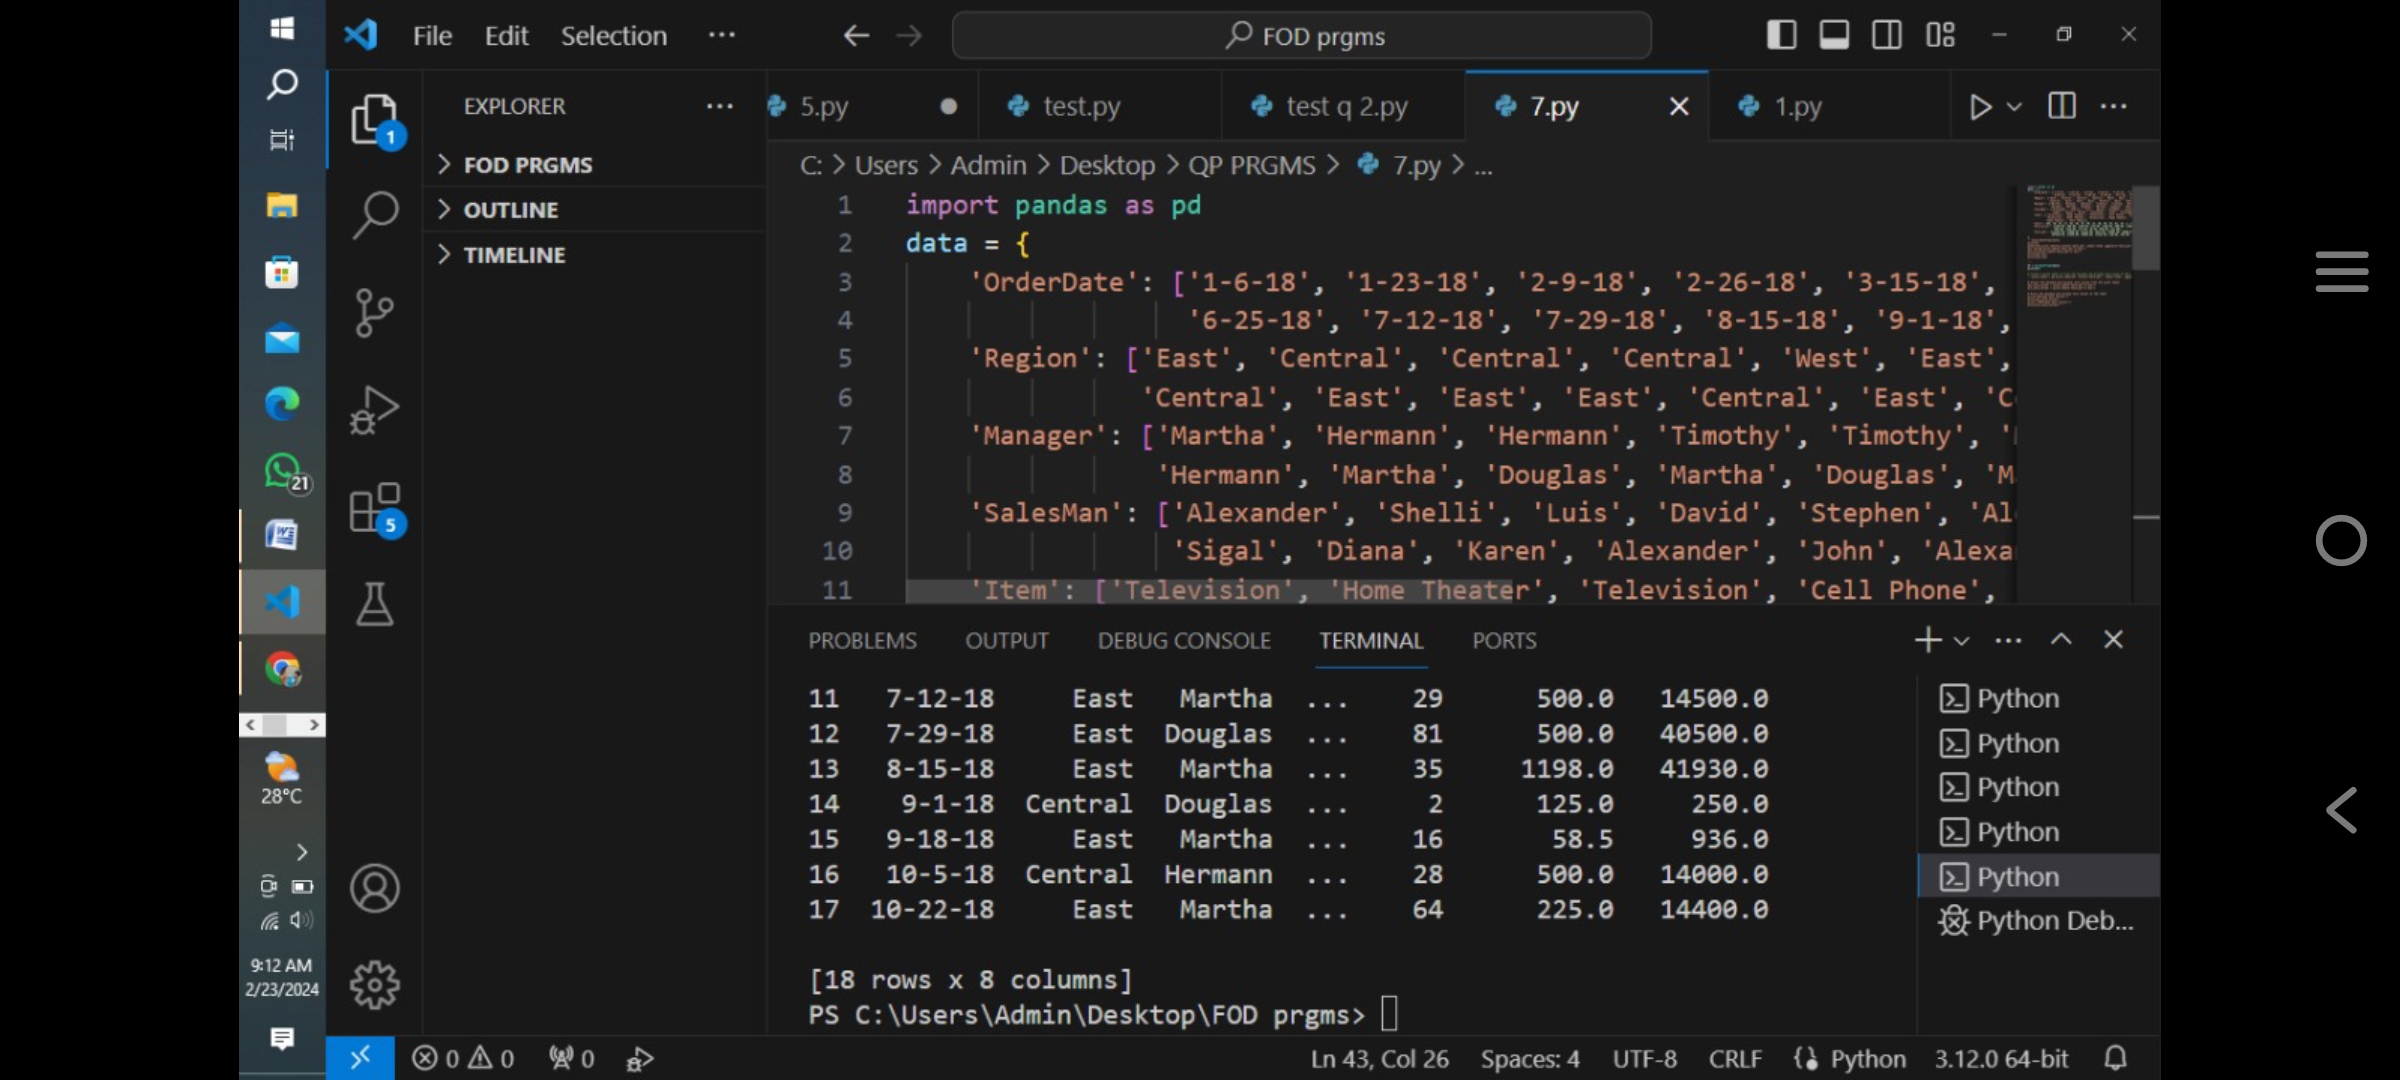 File Edit Selection ... FOD prgms
EXPLORER ...
5.py test.py test q 2.py 7.py 1.py
FOD PRGMS
OUTLINE
TIMELINE
C: > Users > Admin > Desktop > QP PRGMS > 7.py > ...
1 import pandas as pd
2 data = {
3 'OrderDate': ['1-6-18', '1-23-18', '2-9-18', '2-26-18', '3-15-18',
4 '6-25-18', '7-12-18', '7-29-18', '8-15-18', '9-1-18',
5 'Region': ['East', 'Central', 'Central', 'Central', 'West', 'East',
6 'Central', 'East', 'East', 'East', 'Central', 'East', 'C
7 'Manager': ['Martha', 'Hermann', 'Hermann', 'Timothy', 'Timothy', '
8 'Hermann', 'Martha', 'Douglas', 'Martha', 'Douglas', 'M
9 'SalesMan': ['Alexander', 'Shelli', 'Luis', 'David', 'Stephen', 'Al
10 'Sigal', 'Diana', 'Karen', 'Alexander', 'John', 'Alexa
11 'Item': ['Television', 'Home Theater', 'Television', 'Cell Phone',
PROBLEMS OUTPUT DEBUG CONSOLE TERMINAL PORTS
11 7-12-18 East Martha ... 29 500.0 14500.0
12 7-29-18 East Douglas ... 81 500.0 40500.0
13 8-15-18 East Martha ... 35 1198.0 41930.0
14 9-1-18 Central Douglas ... 2 125.0 250.0
15 9-18-18 East Martha ... 16 58.5 936.0
16 10-5-18 Central Hermann ... 28 500.0 14000.0
17 10-22-18 East Martha ... 64 225.0 14400.0
[18 rows x 8 columns]
PS C:\Users\Admin\Desktop\FOD prgms>
Python
Python
Python
Python
Python
Python Deb...
1
5
21
28°C
9:12 AM
2/23/2024
0 0 0 Ln 43, Col 26 Spaces: 4 UTF-8 CRLF Python 3.12.0 64-bit